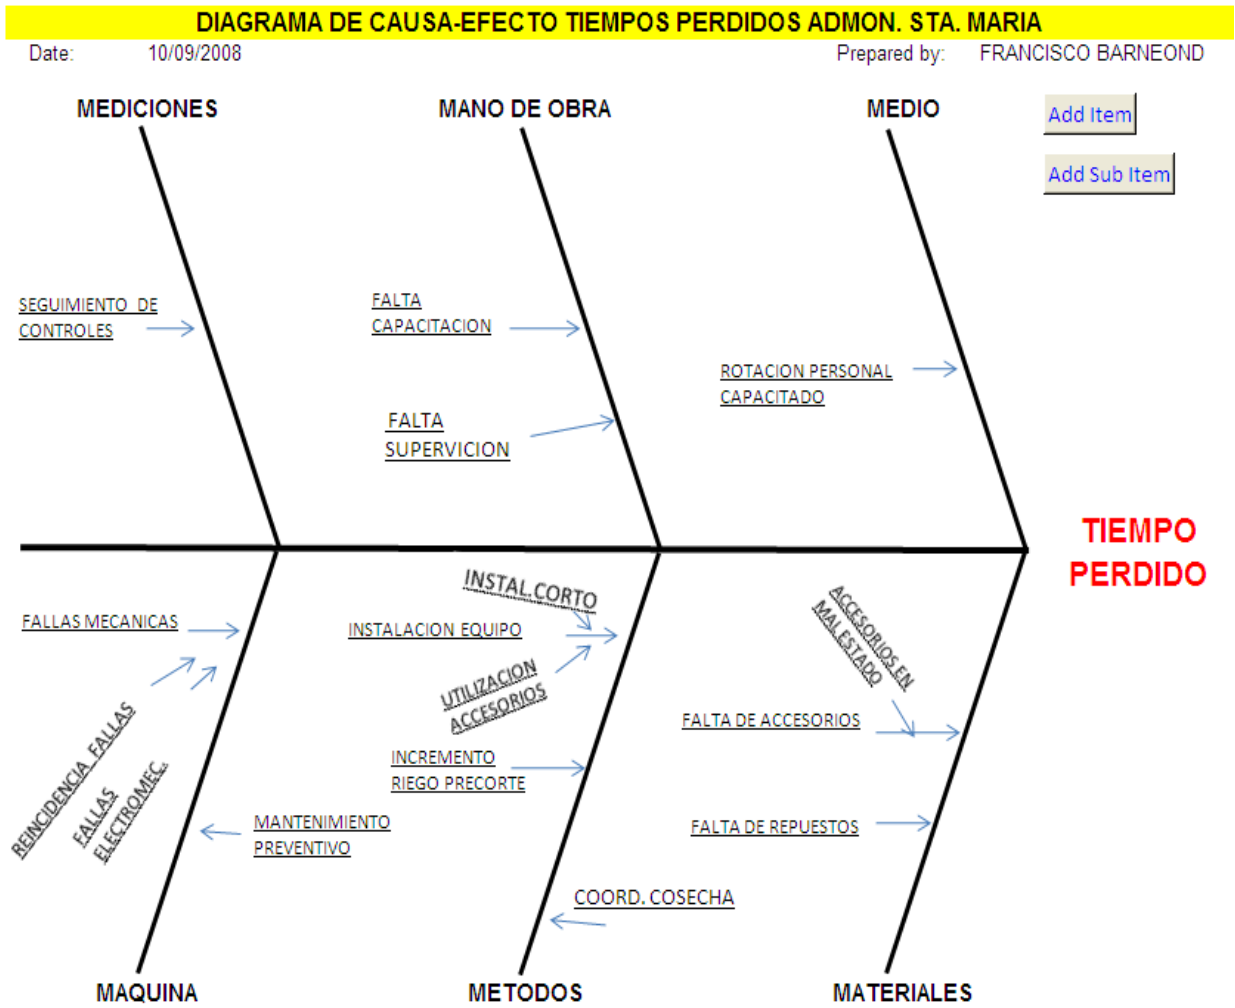 DIAGRAMA DE CAUSA-EFECTO TIEMPOS PERDIDOS ADMON. STA. MARIA
Date: 10/09/2008 Prepared by: FRANCISCO BARNEOND
MEDICIONES
MANO DE OBRA
MEDIO
Add Item
Add Sub Item
SEGUIMIENTO DE
CONTROLES
FALTA
CAPACITACION
FALTA
SUPERVICION
ROTACION PERSONAL
CAPACITADO
TIEMPO
PERDIDO
FALLAS MECANICAS
REINCIDENCIA FALLAS
FALLAS
ELECTROMEC.
MANTENIMIENTO
PREVENTIVO
INSTAL.CORTO
INSTALACION EQUIPO
UTILIZACION
ACCESORIOS
INCREMENTO
RIEGO PRECORTE
COORD. COSECHA
ACCESORIOS EN
MAL ESTADO
FALTA DE ACCESORIOS
FALTA DE REPUESTOS
MAQUINA
METODOS
MATERIALES